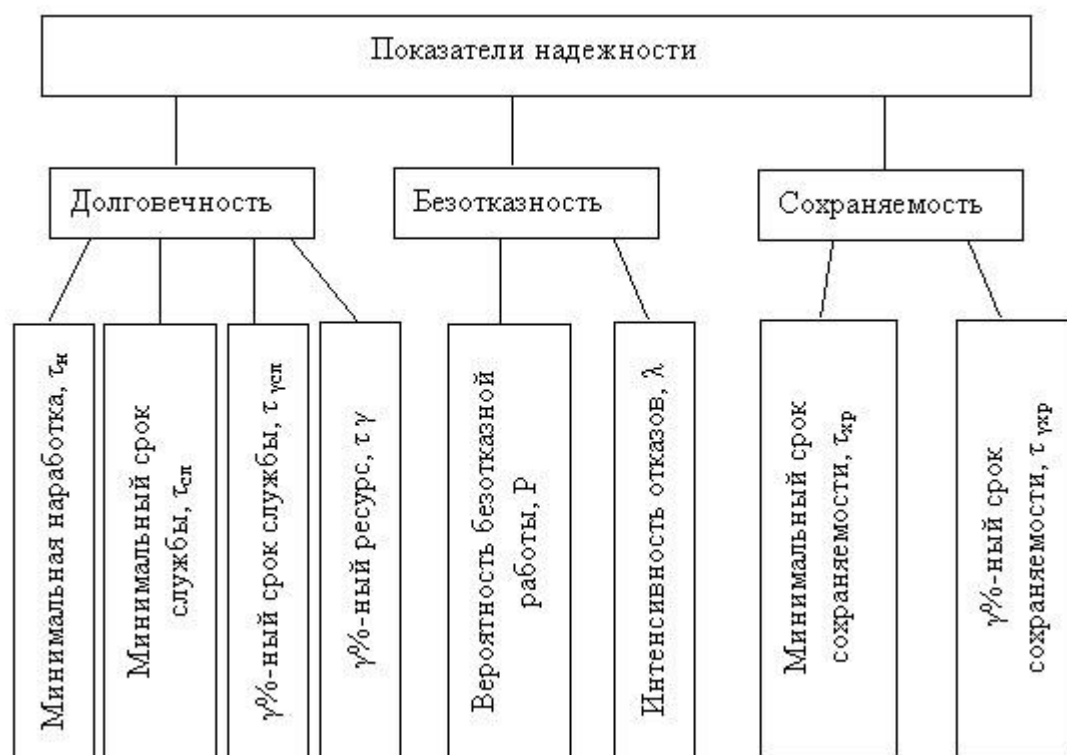 Показатели надежности
Долговечность
Безотказность
Сохраняемость
Минимальная наработка, τн
Минимальный срок
службы, τсл
γ%-ный срок службы, τ γсл
γ%-ный ресурс, τ γ
Вероятность безотказной
работы, P
Интенсивность отказов, λ
Минимальный срок
сохраняемости, τхр
γ%-ный срок
сохраняемости, τ γхр